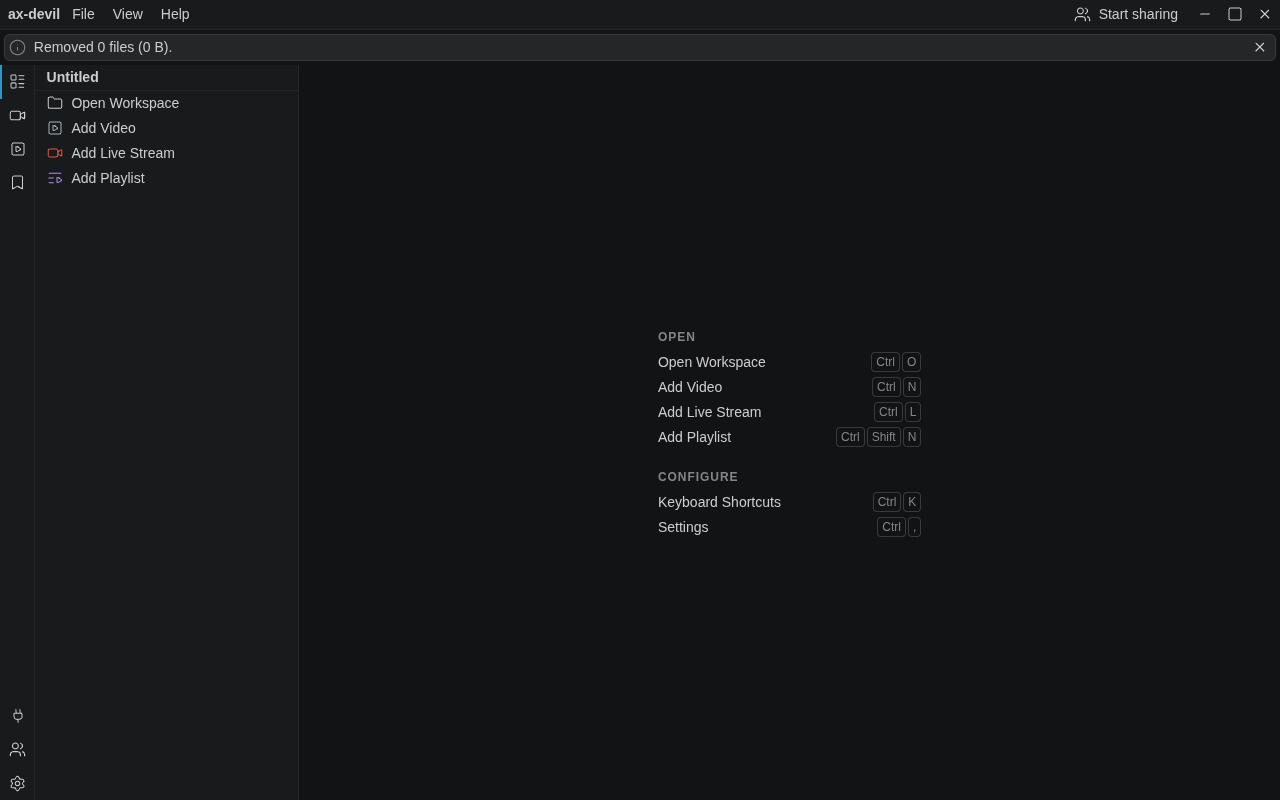 ax-devil File View Help Start sharing
Removed 0 files (0 B).
Untitled
Open Workspace
Add Video
Add Live Stream
Add Playlist
OPEN
Open Workspace Ctrl O
Add Video Ctrl N
Add Live Stream Ctrl L
Add Playlist Ctrl Shift N
CONFIGURE
Keyboard Shortcuts Ctrl K
Settings Ctrl ,